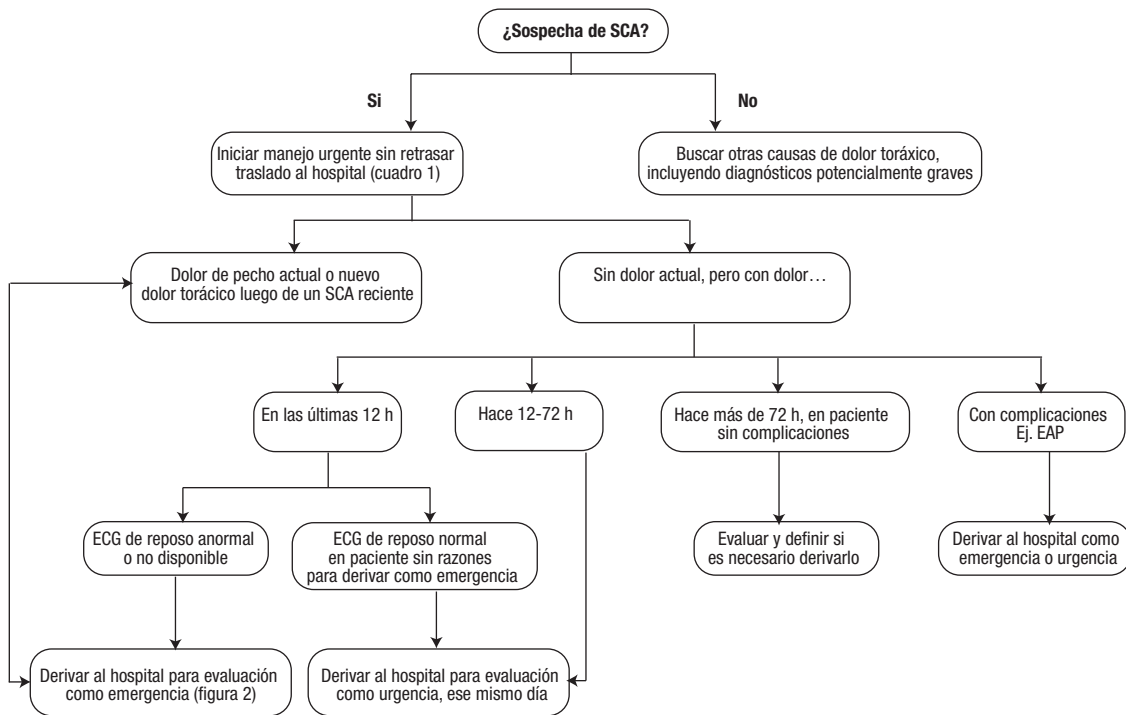 ¿Sospecha de SCA?
Si
No
Iniciar manejo urgente sin retrasar
traslado al hospital (cuadro 1)
Buscar otras causas de dolor toráxico,
incluyendo diagnósticos potencialmente graves
Dolor de pecho actual o nuevo
dolor torácico luego de un SCA reciente
Sin dolor actual, pero con dolor…
En las últimas 12 h
Hace 12-72 h
Hace más de 72 h, en paciente
sin complicaciones
Con complicaciones
Ej. EAP
ECG de reposo anormal
o no disponible
ECG de reposo normal
en paciente sin razones
para derivar como emergencia
Evaluar y definir si
es necesario derivarlo
Derivar al hospital como
emergencia o urgencia
Derivar al hospital para evaluación
como emergencia (figura 2)
Derivar al hospital para evaluación
como urgencia, ese mismo día